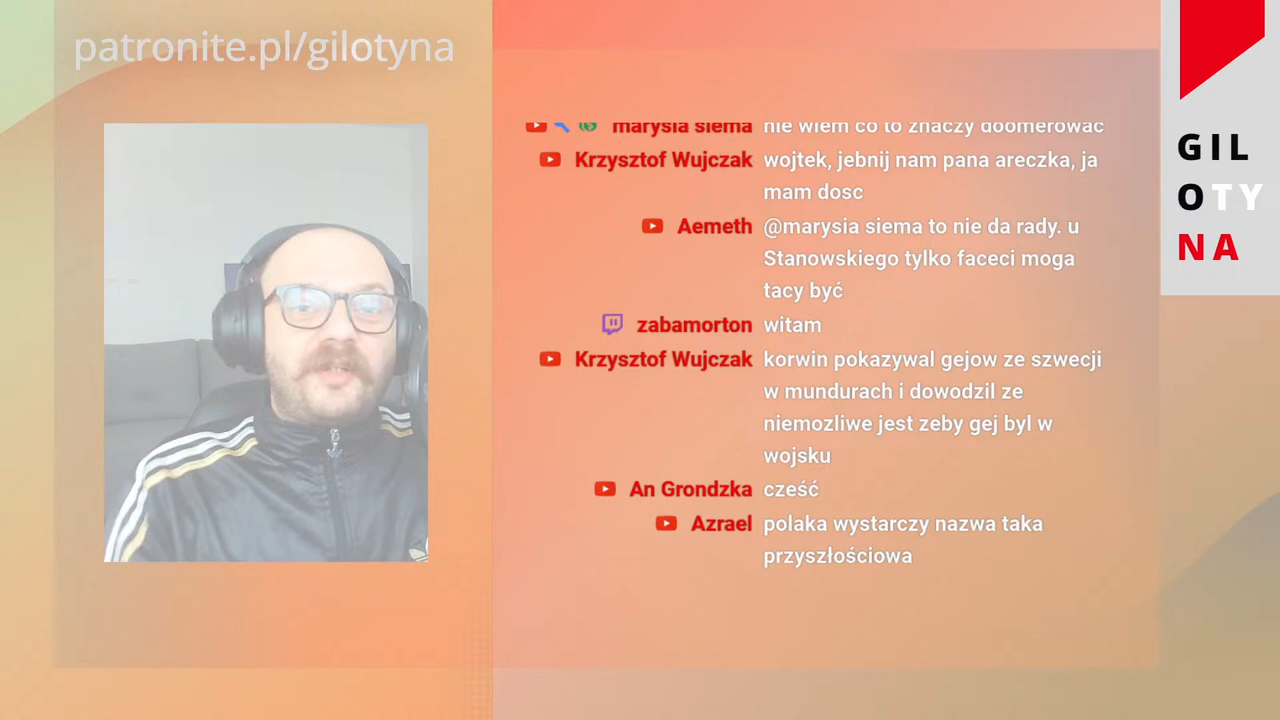 patronite.pl/gilotyna
marysia siema nie wiem co to znaczy doomerować
Krzysztof Wujczak wojtek, jebnij nam pana areczka, ja
mam dosc
Aemeth @marysia siema to nie da rady. u
Stanowskiego tylko faceci moga
tacy być
zabamorton witam
Krzysztof Wujczak korwin pokazywal gejow ze szwecji
w mundurach i dowodzil ze
niemozliwe jest zeby gej byl w
wojsku
An Grondzka cześć
Azrael polaka wystarczy nazwa taka
przyszłościowa
GIL
OTY
NA